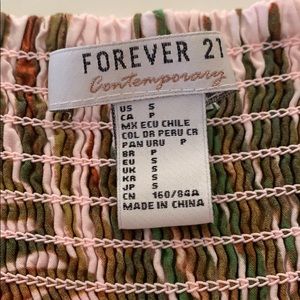 FOREVER 21
Contemporary
US S
CA P
MX ECU CHILE
COL DR PERU CR
PAN URU P
BR P
EU S
UK S
KR S
JP S
CN 160/84A
MADE IN CHINA